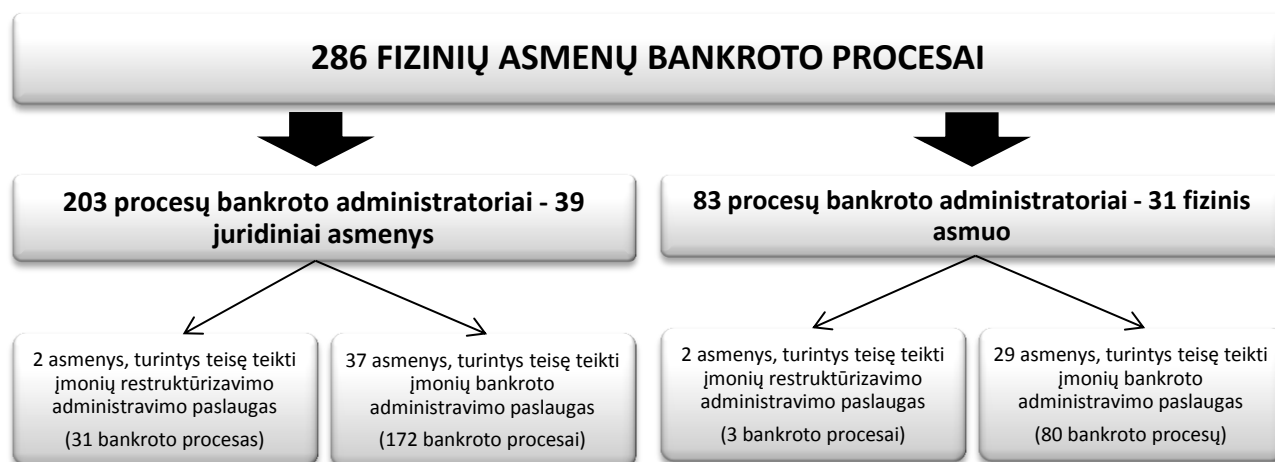 286 FIZINIŲ ASMENŲ BANKROTO PROCESAI
203 procesų bankroto administratoriai - 39
juridiniai asmenys
83 procesų bankroto administratoriai - 31 fizinis
asmuo
2 asmenys, turintys teisę teikti
įmonių restruktūrizavimo
administravimo paslaugas
(31 bankroto procesas)
37 asmenys, turintys teisę teikti
įmonių bankroto
administravimo paslaugas
(172 bankroto procesai)
2 asmenys, turintys teisę teikti
įmonių restruktūrizavimo
administravimo paslaugas
(3 bankroto procesai)
29 asmenys, turintys teisę teikti
įmonių bankroto
administravimo paslaugas
(80 bankroto procesų)